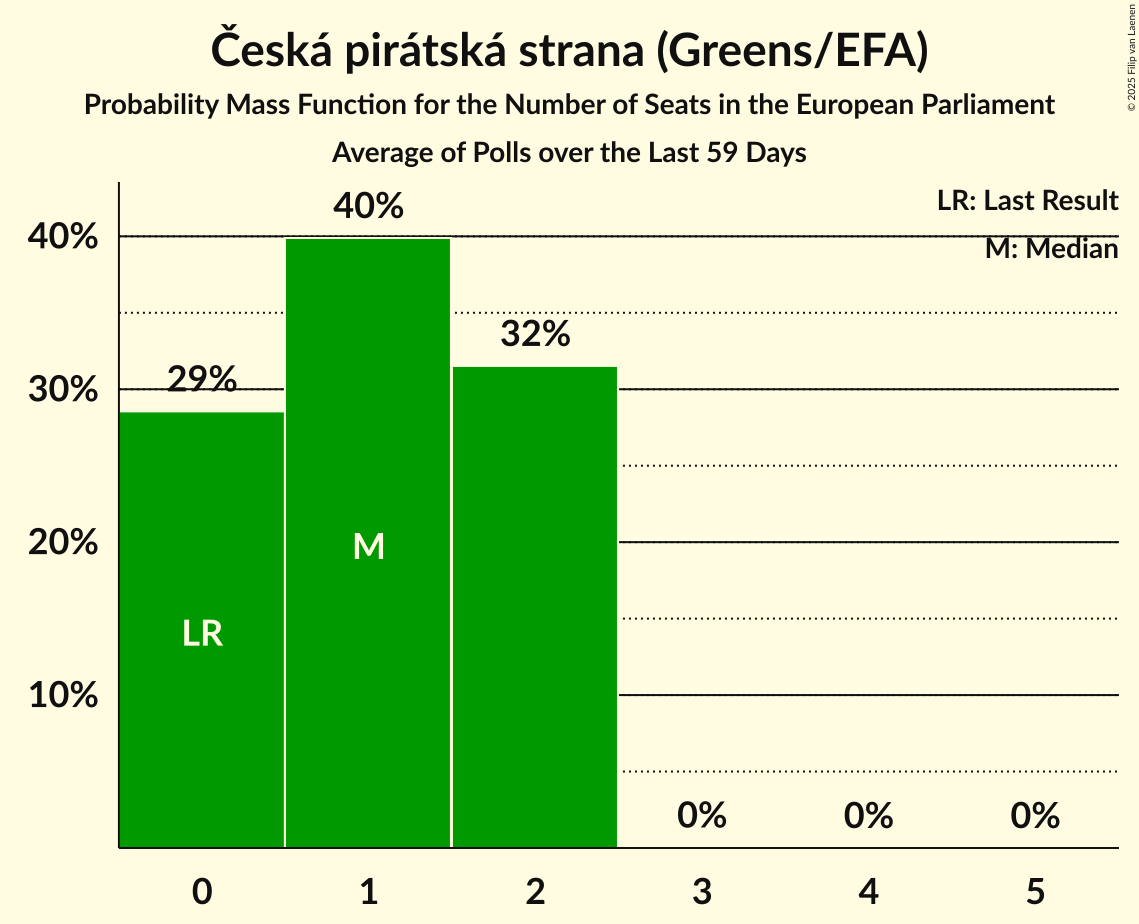 Česká pirátská strana (Greens/EFA)
Probability Mass Function for the Number of Seats in the European Parliament
Average of Polls over the Last 59 Days
© 2025 Filip van Laenen
LR: Last Result
M: Median
40%
30%
20%
10%
29%
40%
32%
0%
0%
0%
LR
M
0
1
2
3
4
5